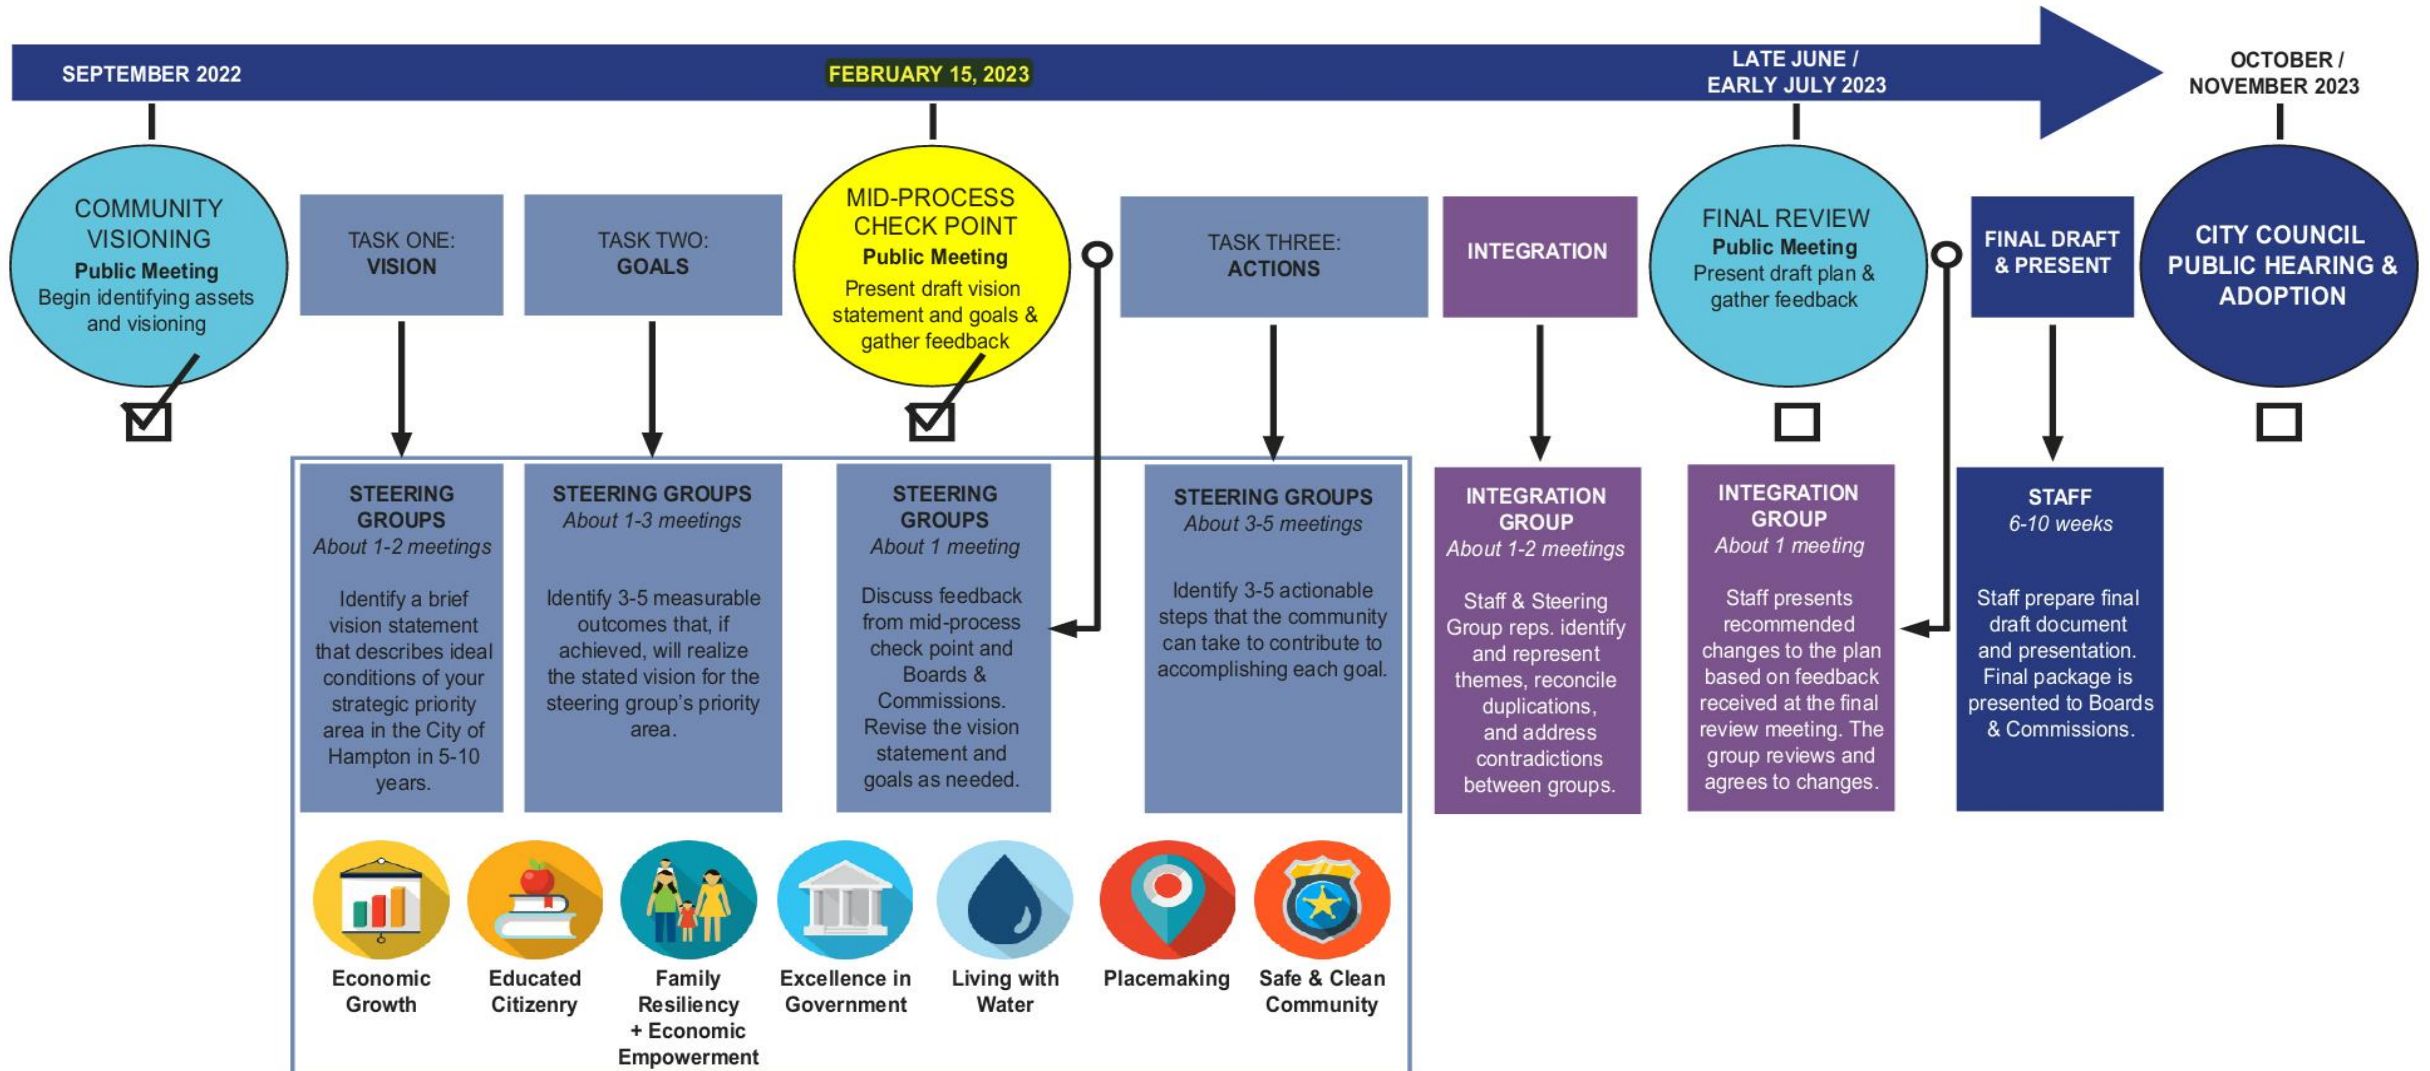 SEPTEMBER 2022
FEBRUARY 15, 2023
LATE JUNE /
EARLY JULY 2023
OCTOBER /
NOVEMBER 2023
COMMUNITY
VISIONING
Public Meeting
Begin identifying assets
and visioning
TASK ONE:
VISION
TASK TWO:
GOALS
MID-PROCESS
CHECK POINT
Public Meeting
Present draft vision
statement and goals &
gather feedback
TASK THREE:
ACTIONS
INTEGRATION
FINAL REVIEW
Public Meeting
Present draft plan &
gather feedback
FINAL DRAFT
& PRESENT
CITY COUNCIL
PUBLIC HEARING &
ADOPTION
STEERING
GROUPS
About 1-2 meetings
Identify a brief
vision statement
that describes ideal
conditions of your
strategic priority
area in the City of
Hampton in 5-10
years.
STEERING GROUPS
About 1-3 meetings
Identify 3-5 measurable
outcomes that, if
achieved, will realize
the stated vision for the
steering group's priority
area.
STEERING
GROUPS
About 1 meeting
Discuss feedback
from mid-process
check point and
Boards &
Commissions.
Revise the vision
statement and
goals as needed.
STEERING GROUPS
About 3-5 meetings
Identify 3-5 actionable
steps that the community
can take to contribute to
accomplishing each goal.
INTEGRATION
GROUP
About 1-2 meetings
Staff & Steering
Group reps. identify
and represent
themes, reconcile
duplications,
and address
contradictions
between groups.
INTEGRATION
GROUP
About 1 meeting
Staff presents
recommended
changes to the plan
based on feedback
received at the final
review meeting. The
group reviews and
agrees to changes.
STAFF
6-10 weeks
Staff prepare final
draft document
and presentation.
Final package is
presented to Boards
& Commissions.
Economic
Growth
Educated
Citizenry
Family
Resiliency
+ Economic
Empowerment
Excellence in
Government
Living with
Water
Placemaking
Safe & Clean
Community